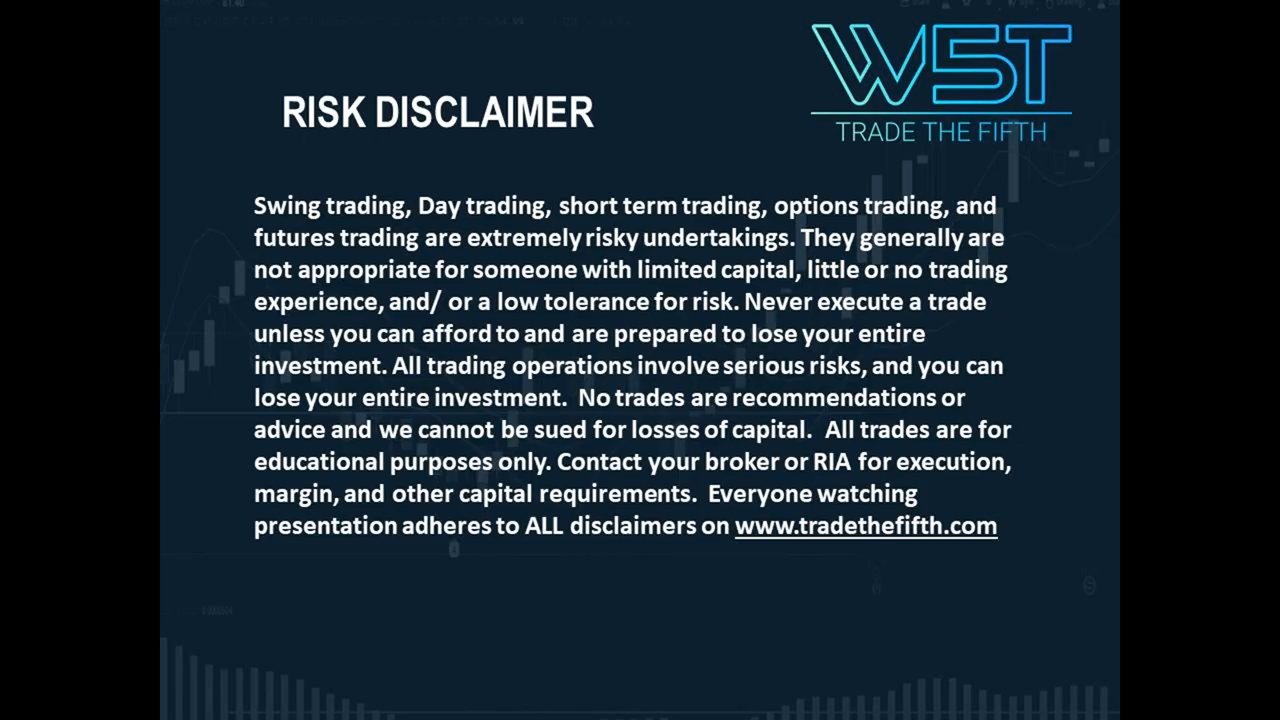 W5T
TRADE THE FIFTH
RISK DISCLAIMER
Swing trading, Day trading, short term trading, options trading, and
futures trading are extremely risky undertakings. They generally are
not appropriate for someone with limited capital, little or no trading
experience, and/ or a low tolerance for risk. Never execute a trade
unless you can afford to and are prepared to lose your entire
investment. All trading operations involve serious risks, and you can
lose your entire investment.  No trades are recommendations or
advice and we cannot be sued for losses of capital.  All trades are for
educational purposes only. Contact your broker or RIA for execution,
margin, and other capital requirements.  Everyone watching
presentation adheres to ALL disclaimers on www.tradethefifth.com